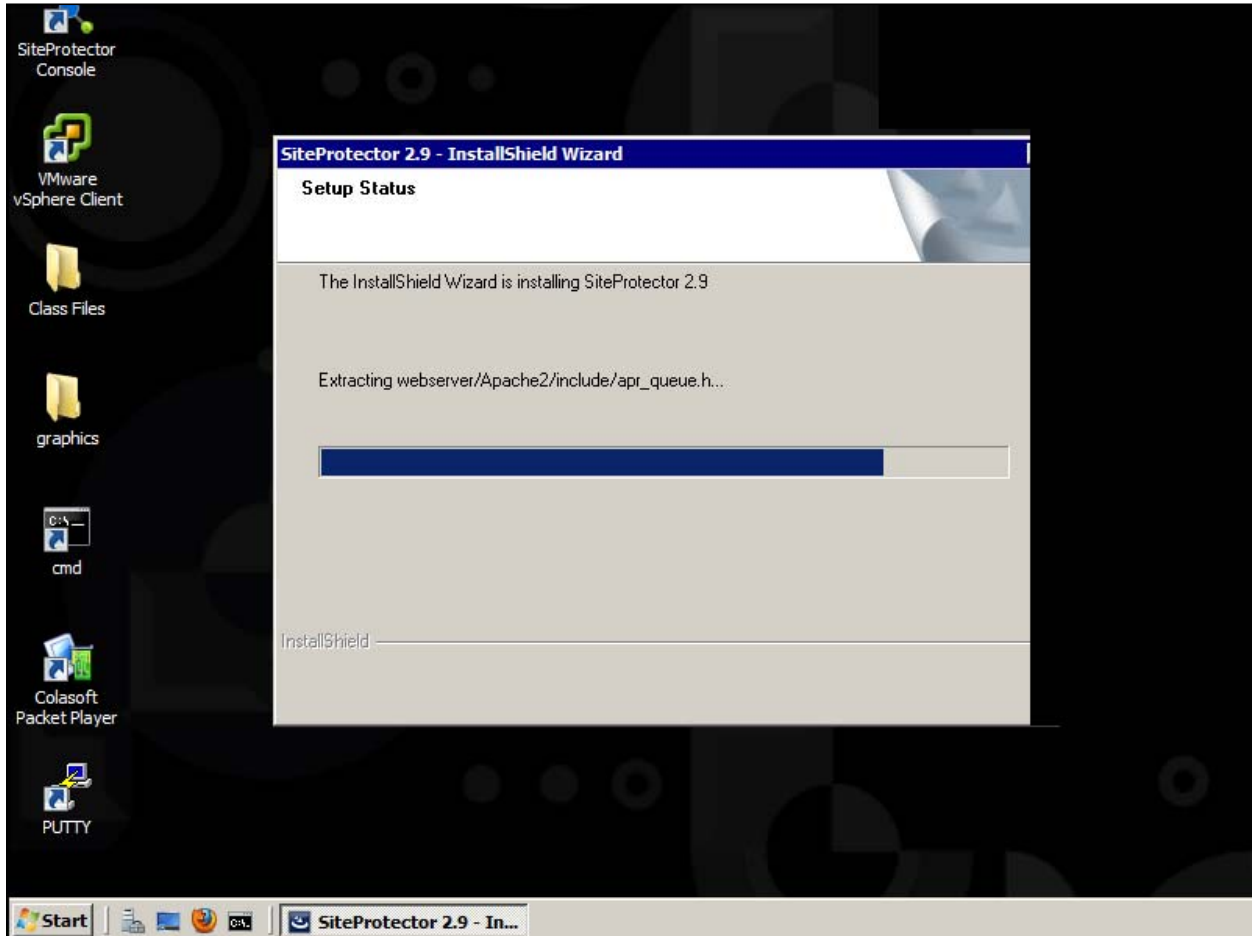 SiteProtector
Console
VMware
vSphere Client
Class Files
graphics
C:\
cmd
Colasoft
Packet Player
PUTTY
SiteProtector 2.9 - InstallShield Wizard
Setup Status
The InstallShield Wizard is installing SiteProtector 2.9
Extracting webserver/Apache2/include/apr_queue.h...
InstallShield
Start
C:\
SiteProtector 2.9 - In...